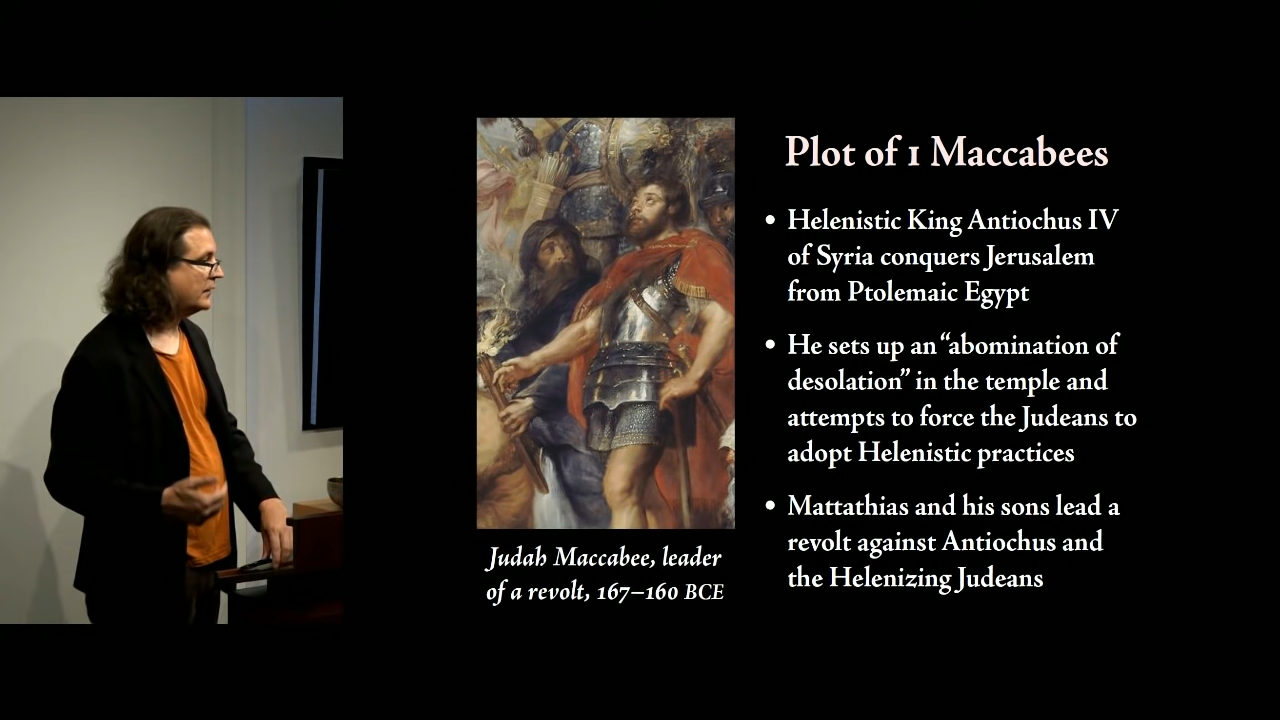 Plot of 1 Maccabees
• Helenistic King Antiochus IV
of Syria conquers Jerusalem
from Ptolemaic Egypt
• He sets up an “abomination of
desolation” in the temple and
attempts to force the Judeans to
adopt Helenistic practices
• Mattathias and his sons lead a
revolt against Antiochus and
the Helenizing Judeans
Judah Maccabee, leader
of a revolt, 167–160 BCE